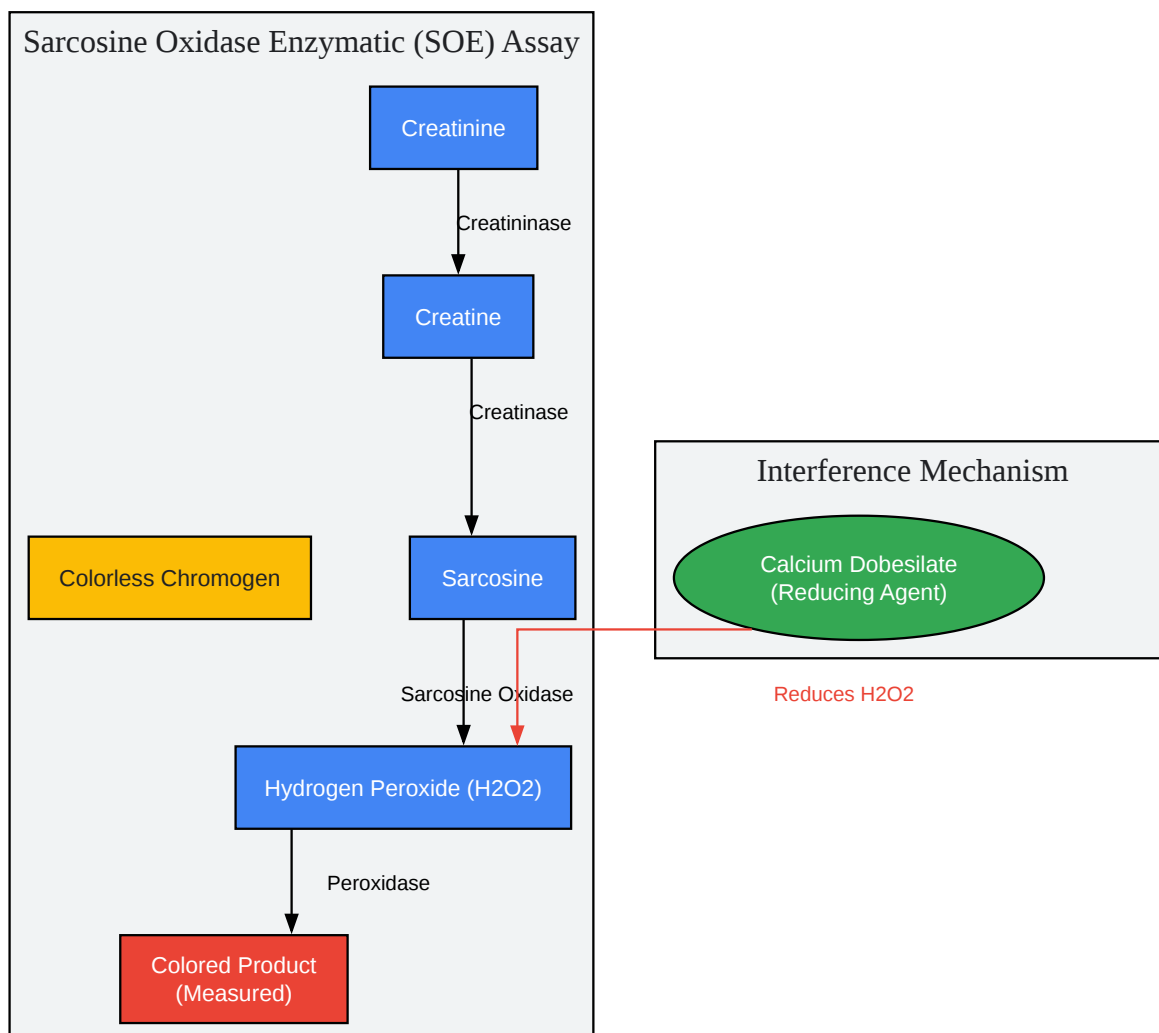 Sarcosine Oxidase Enzymatic (SOE) Assay
Creatinine
Creatininase
Creatine
Creatinase
Interference Mechanism
Colorless Chromogen
Sarcosine
Calcium Dobesilate
(Reducing Agent)
Sarcosine Oxidase
Reduces H2O2
Hydrogen Peroxide (H2O2)
Peroxidase
Colored Product
(Measured)